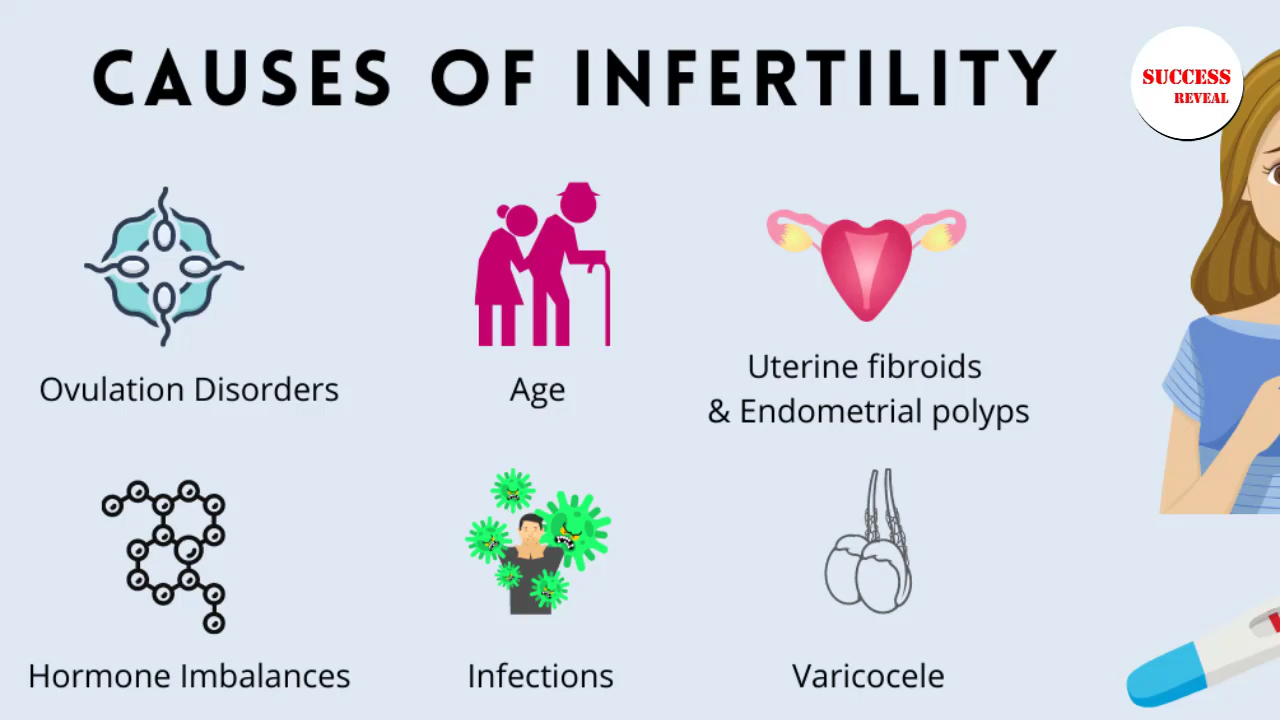 CAUSES OF INFERTILITY
SUCCESS
REVEAL
Ovulation Disorders
Age
Uterine fibroids
& Endometrial polyps
Hormone Imbalances
Infections
Varicocele